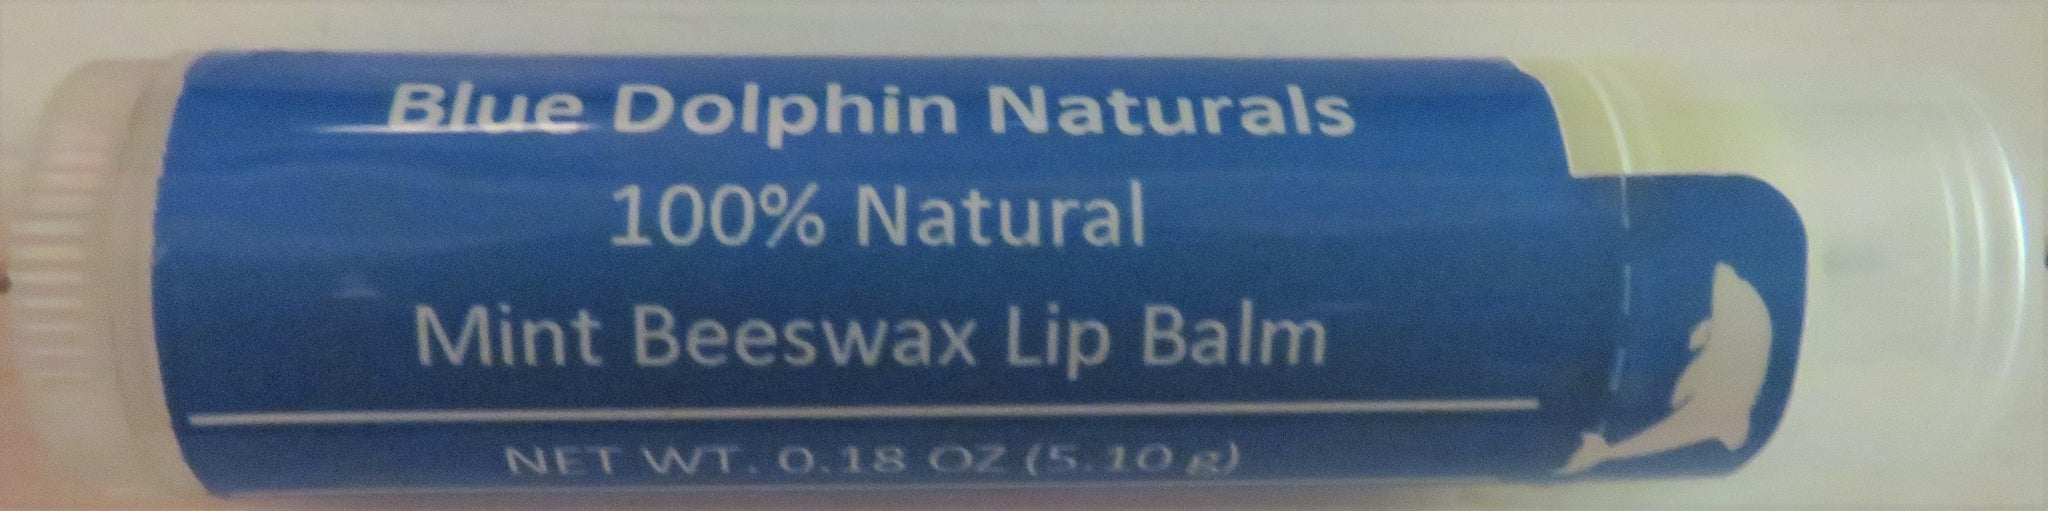 Blue Dolphin Naturals
100% Natural
Mint Beeswax Lip Balm
NET WT. 0.18 OZ (5.10 g)